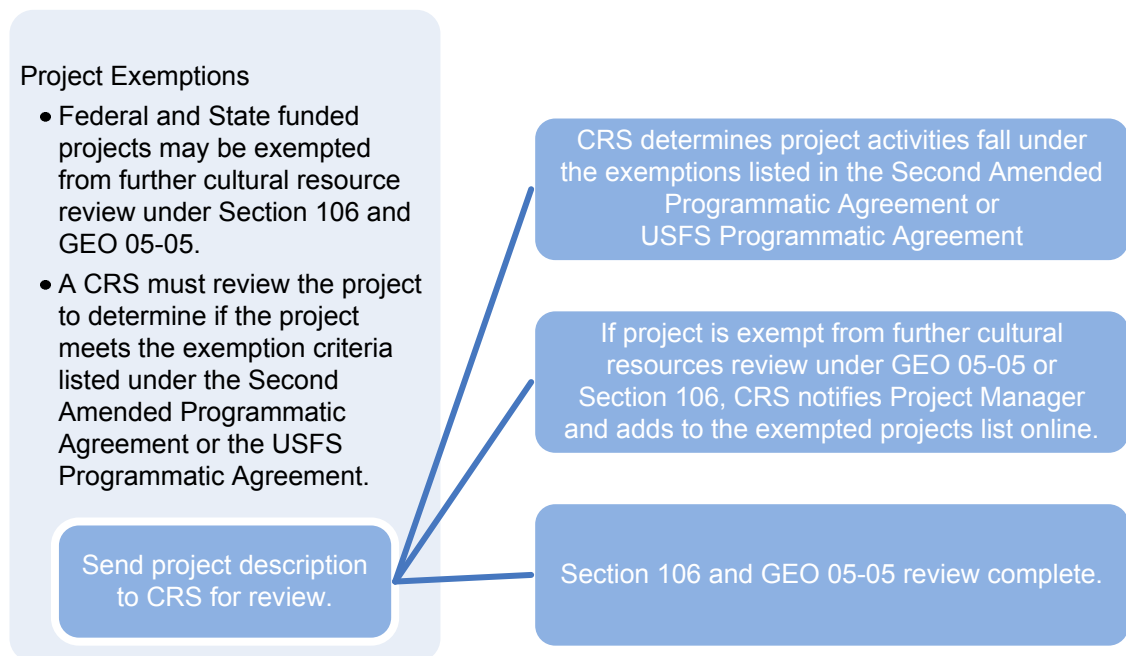 Project Exemptions
• Federal and State funded
projects may be exempted
from further cultural resource
review under Section 106 and
GEO 05-05.
• A CRS must review the project
to determine if the project
meets the exemption criteria
listed under the Second
Amended Programmatic
Agreement or the USFS
Programmatic Agreement.
Send project description
to CRS for review.
CRS determines project activities fall under
the exemptions listed in the Second Amended
Programmatic Agreement or
USFS Programmatic Agreement
If project is exempt from further cultural
resources review under GEO 05-05 or
Section 106, CRS notifies Project Manager
and adds to the exempted projects list online.
Section 106 and GEO 05-05 review complete.